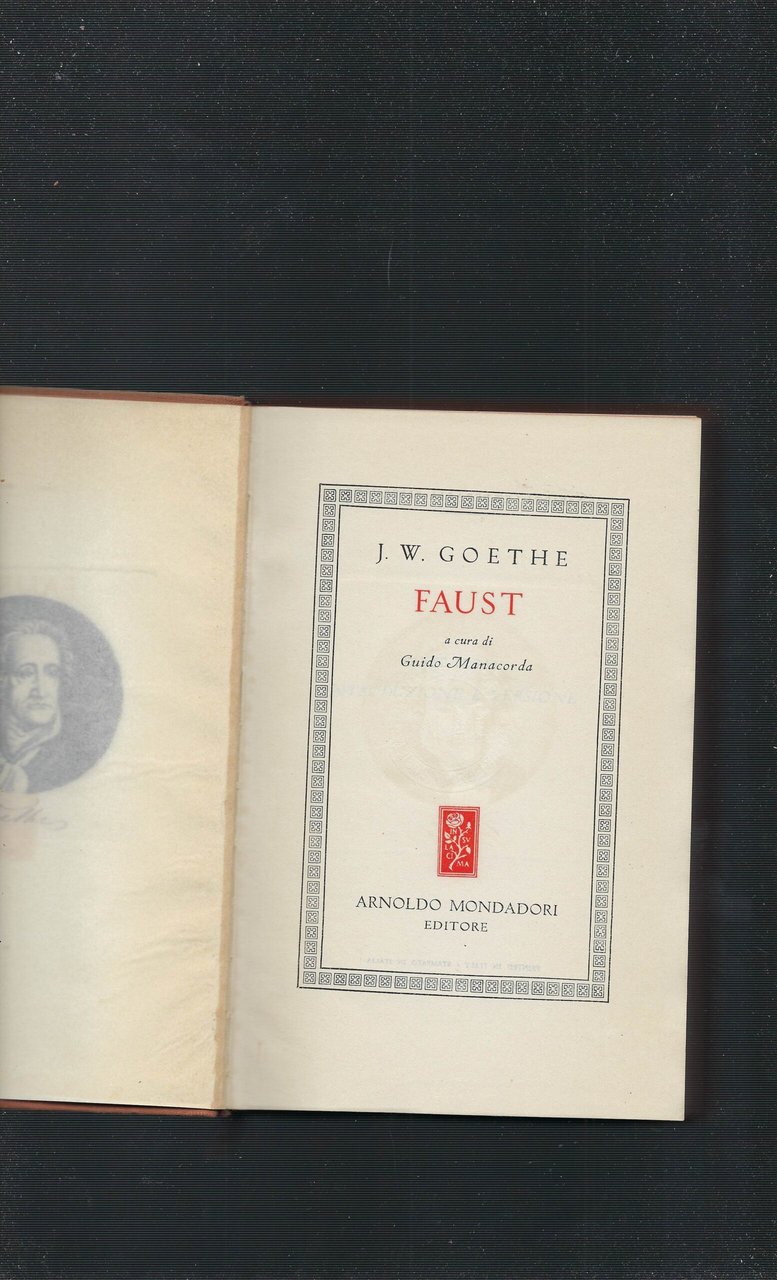 J. W. GOETHE
FAUST
a cura di
Guido Manacorda
IN SV
LA CI
MA
ARNOLDO MONDADORI
EDITORE